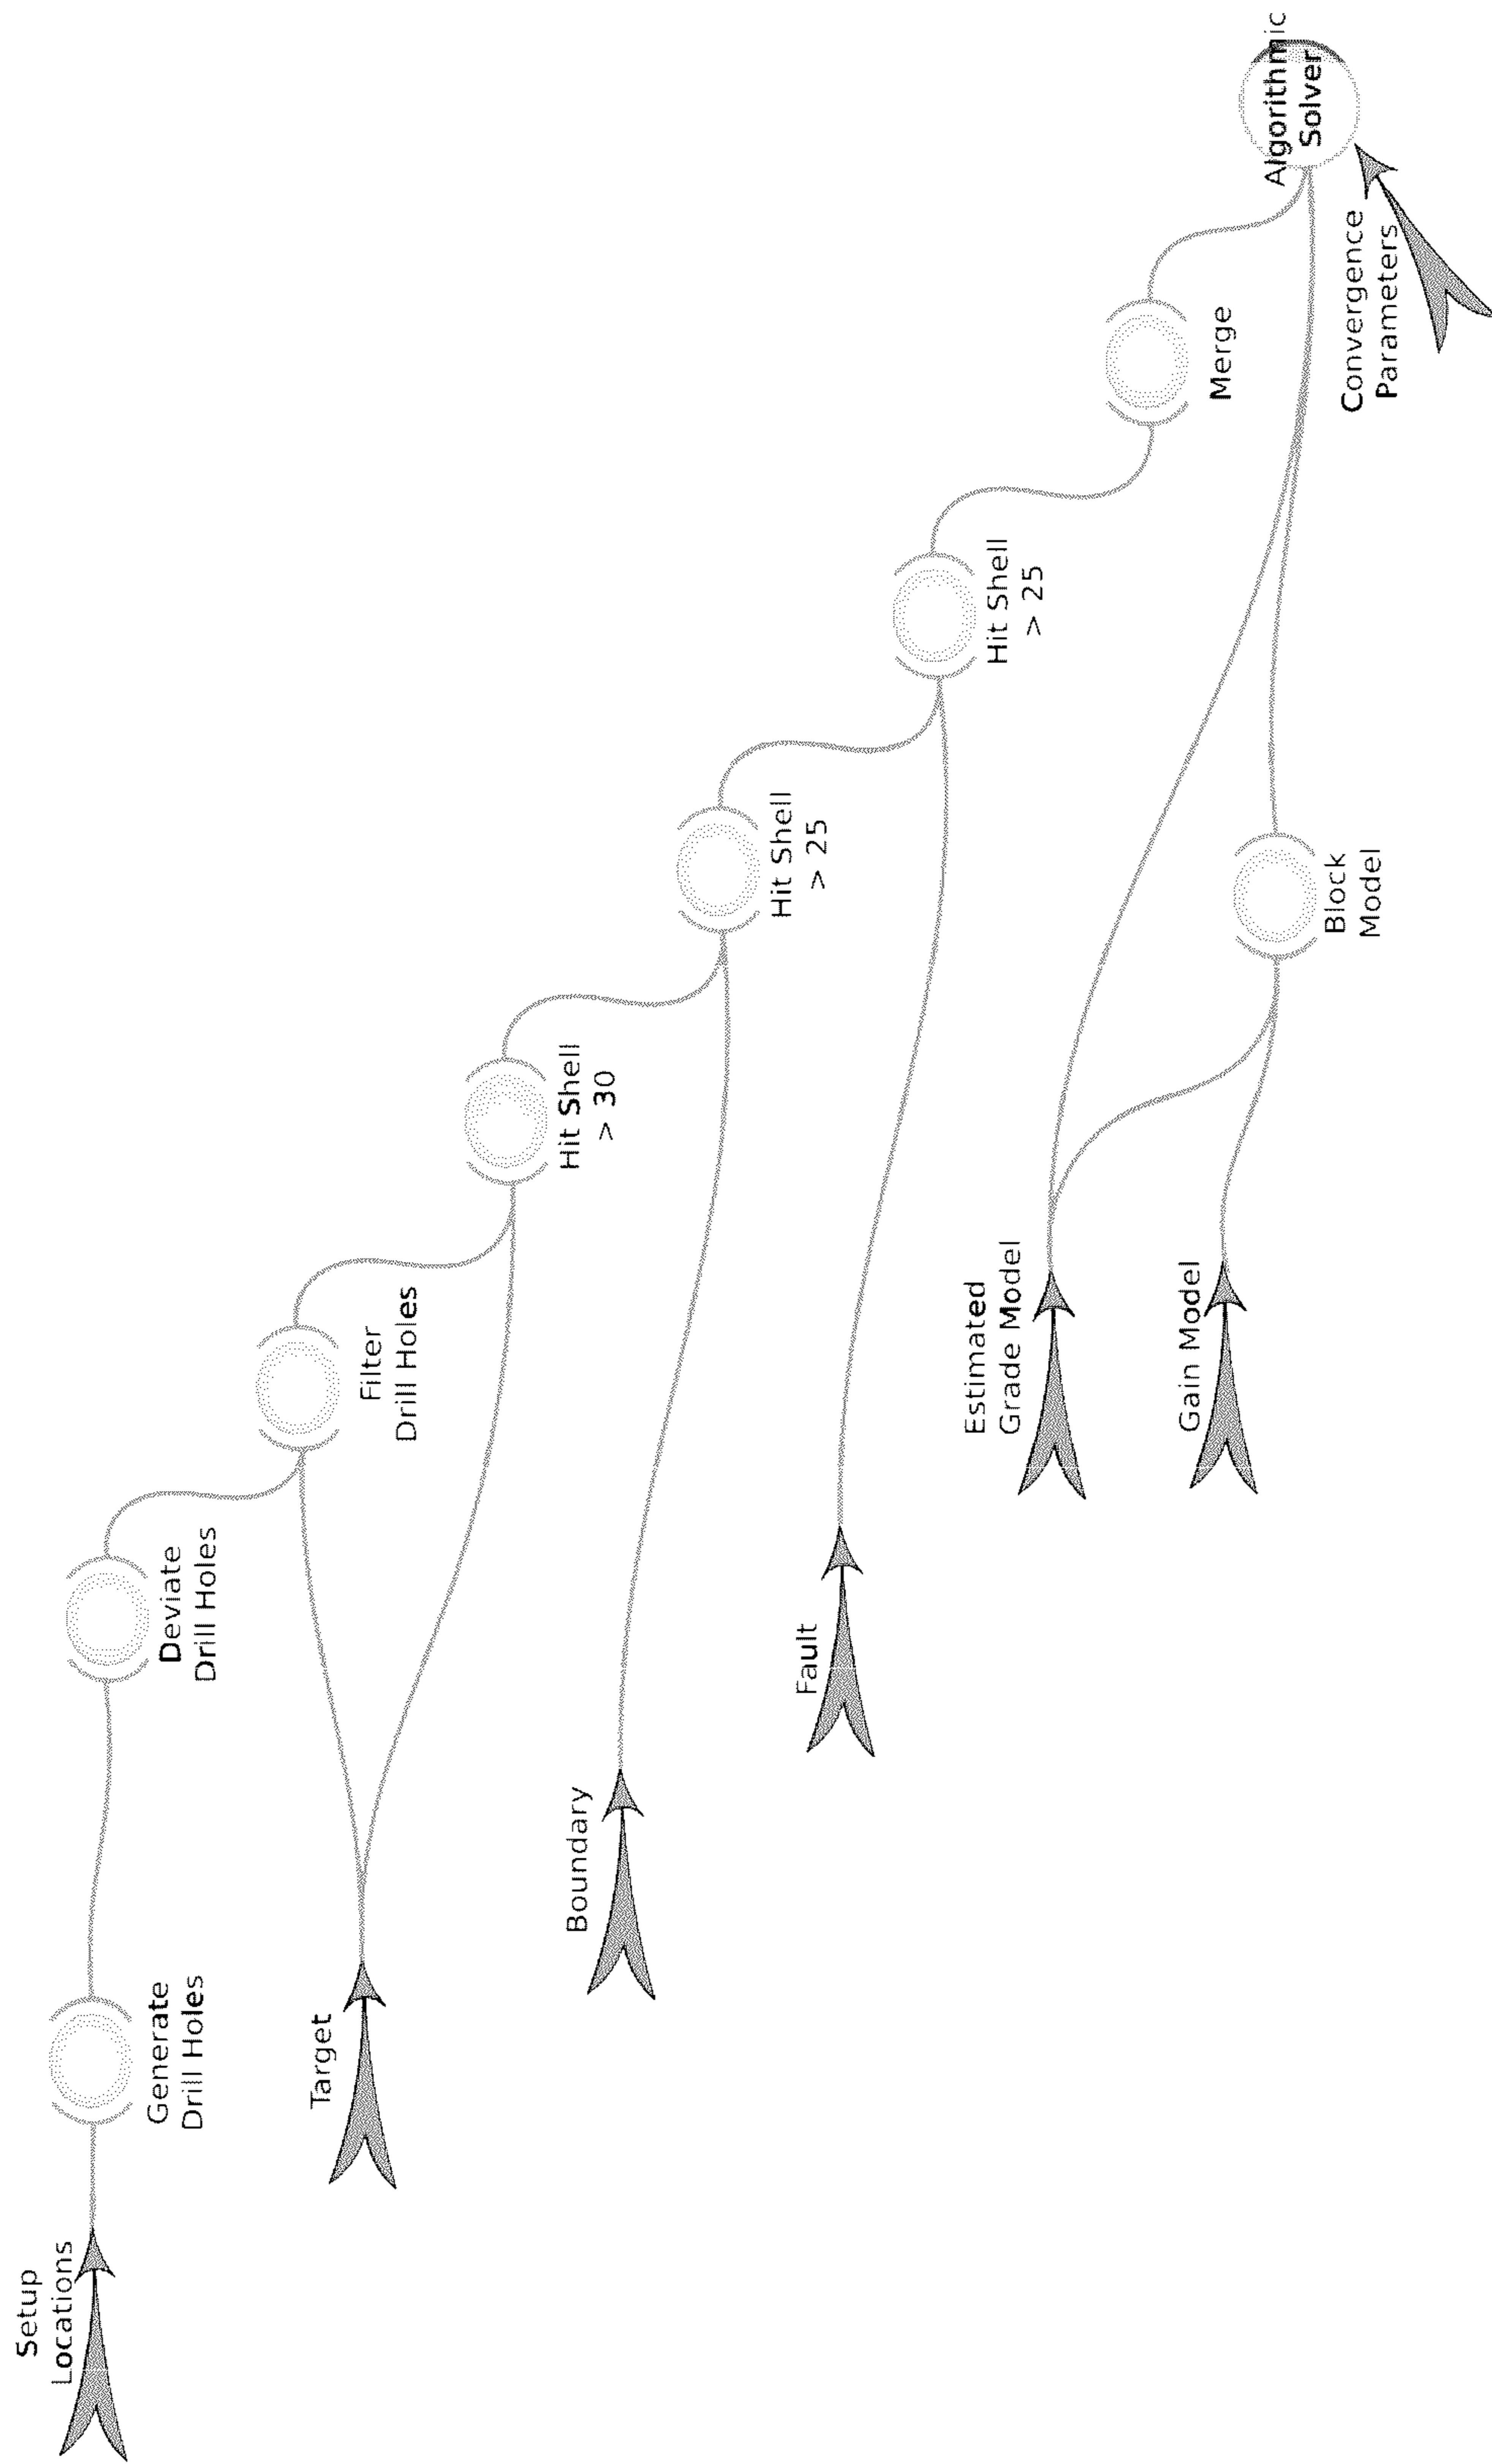 Setup
Locations
Generate
Drill Holes
Deviate
Drill Holes
Target
Filter
Drill Holes
Hit Shell
> 30
Boundary
Hit Shell
> 25
Fault
Hit Shell
> 25
Merge
Estimated
Grade Model
Gain Model
Block
Model
Algorithmic
Solver
Convergence
Parameters